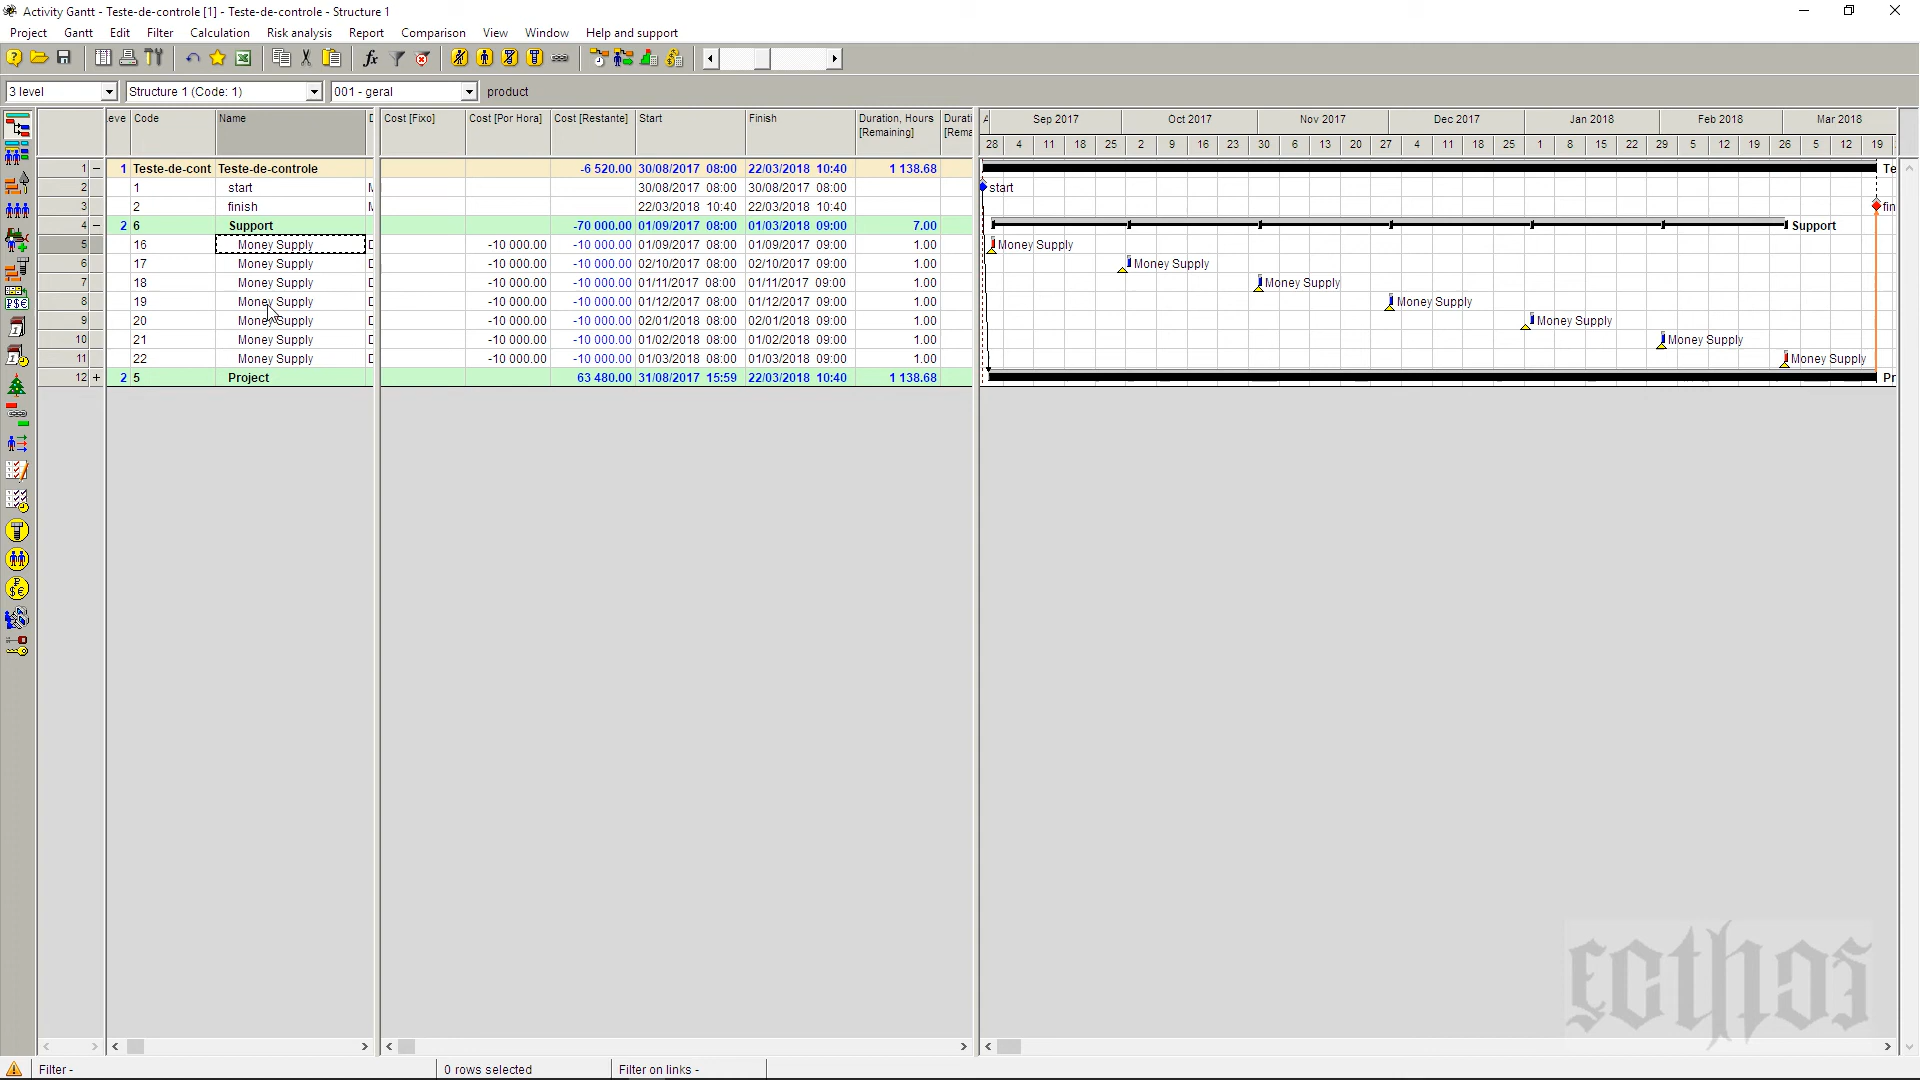 Activity Gantt - Teste-de-controle [1] - Teste-de-controle - Structure 1
Project Gantt Edit Filter Calculation Risk analysis Report Comparison View Window Help and support
3 level Structure 1 (Code: 1) 001 - geral product
Code Name Cost [Fixo] Cost [Por Hora] Cost [Restante] Start Finish Duration, Hours [Remaining]
Sep 2017 Oct 2017 Nov 2017 Dec 2017 Jan 2018 Feb 2018 Mar 2018
28 4 11 18 25 2 9 16 23 30 6 13 20 27 4 11 18 25 1 8 15 22 29 5 12 19 26 5 12 19
1 1 Teste-de-cont Teste-de-controle -6 520.00 30/08/2017 08:00 22/03/2018 10:40 1 138.68 Te
2 1 start 30/08/2017 08:00 30/08/2017 08:00 start
3 2 finish 22/03/2018 10:40 22/03/2018 10:40 fin
4 2 6 Support -70 000.00 01/09/2017 08:00 01/03/2018 09:00 7.00 Support
5 16 Money Supply D -10 000.00 -10 000.00 01/09/2017 08:00 01/09/2017 09:00 1.00 Money Supply
6 17 Money Supply D -10 000.00 -10 000.00 02/10/2017 08:00 02/10/2017 09:00 1.00 Money Supply
7 18 Money Supply D -10 000.00 -10 000.00 01/11/2017 08:00 01/11/2017 09:00 1.00 Money Supply
8 19 Money Supply D -10 000.00 -10 000.00 01/12/2017 08:00 01/12/2017 09:00 1.00 Money Supply
9 20 Money Supply D -10 000.00 -10 000.00 02/01/2018 08:00 02/01/2018 09:00 1.00 Money Supply
10 21 Money Supply D -10 000.00 -10 000.00 01/02/2018 08:00 01/02/2018 09:00 1.00 Money Supply
11 22 Money Supply D -10 000.00 -10 000.00 01/03/2018 08:00 01/03/2018 09:00 1.00 Money Supply
12 2 5 Project 63 480.00 31/08/2017 15:59 22/03/2018 10:40 1 138.68 Pr
Filter - 0 rows selected Filter on links -